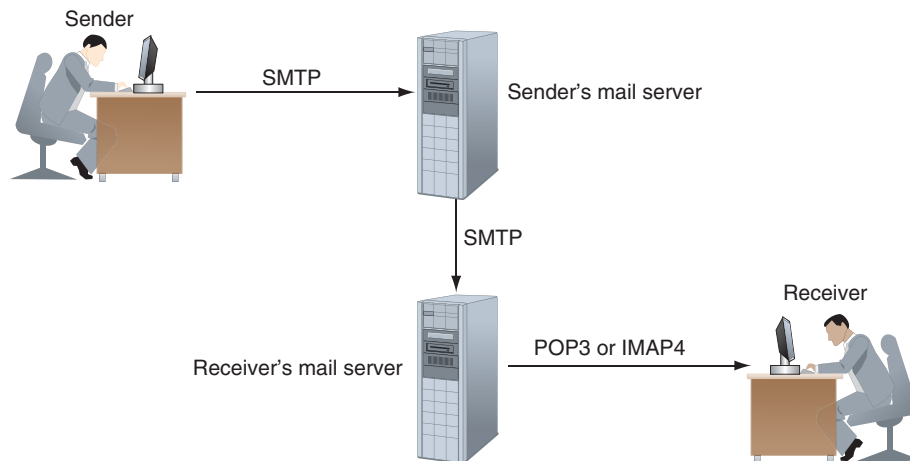 Sender
SMTP
Sender’s mail server
SMTP
Receiver
Receiver’s mail server
POP3 or IMAP4